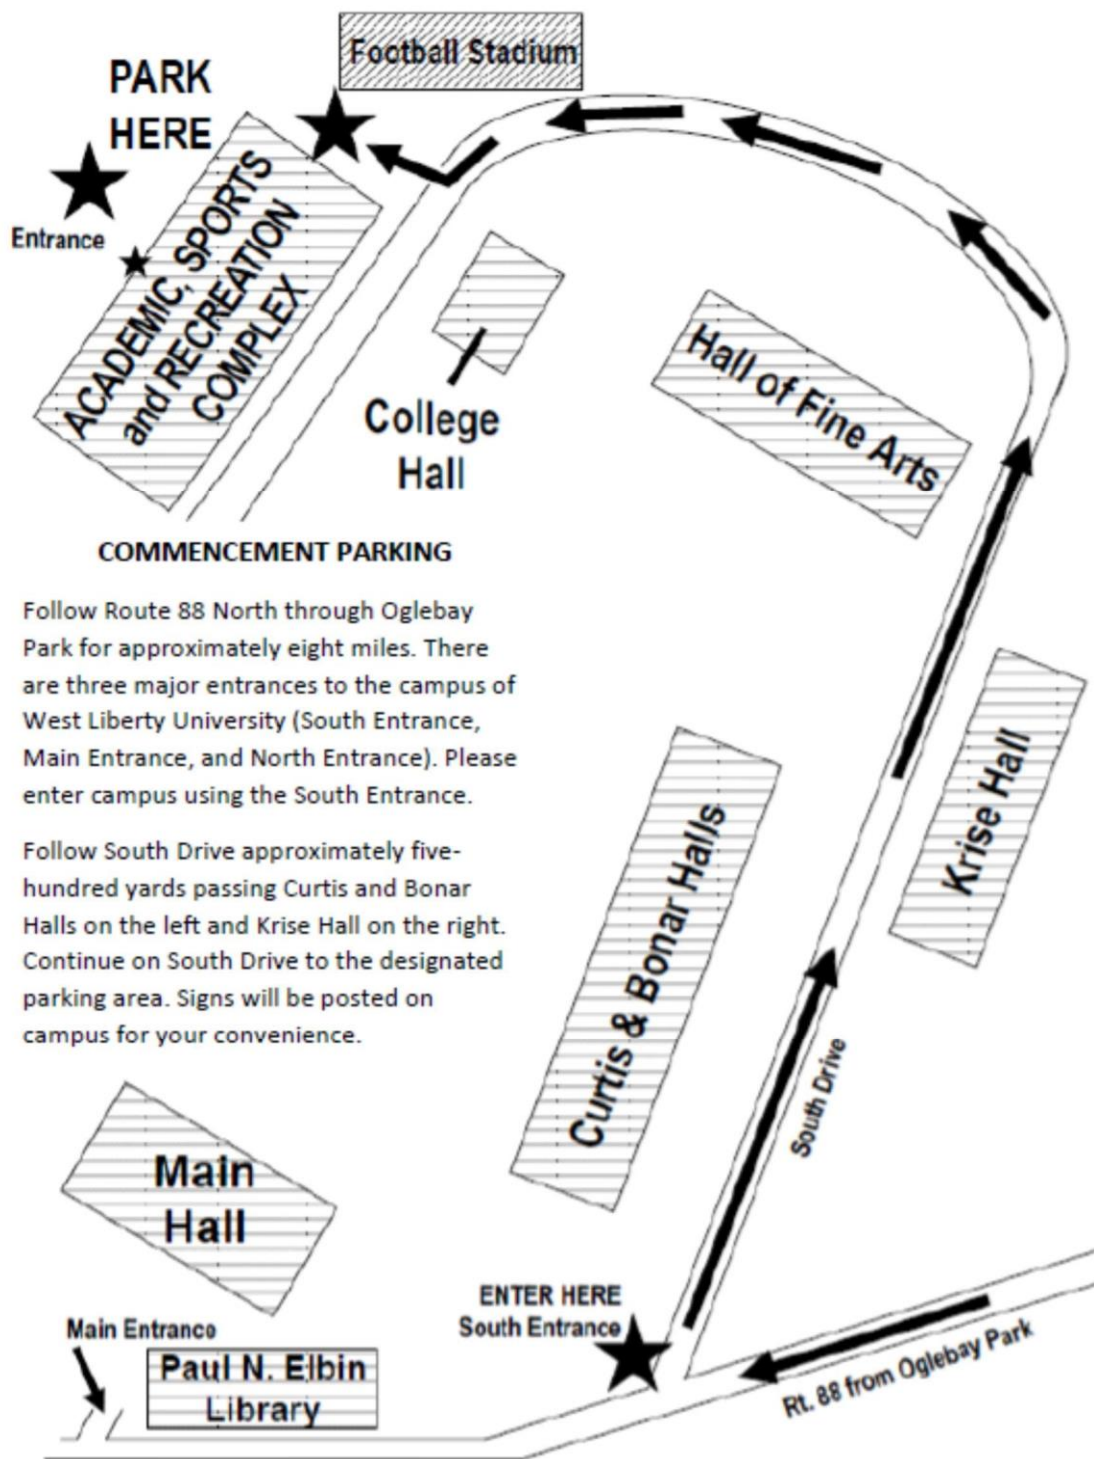 Football Stadium
PARK
HERE
Entrance
ACADEMIC, SPORTS
and RECREATION
COMPLEX
College
Hall
Hall of Fine Arts
COMMENCEMENT PARKING
Follow Route 88 North through Oglebay
Park for approximately eight miles. There
are three major entrances to the campus of
West Liberty University (South Entrance,
Main Entrance, and North Entrance). Please
enter campus using the South Entrance.
Follow South Drive approximately five-
hundred yards passing Curtis and Bonar
Halls on the left and Krise Hall on the right.
Continue on South Drive to the designated
parking area. Signs will be posted on
campus for your convenience.
Krise Hall
Curtis & Bonar Halls
South Drive
Main
Hall
ENTER HERE
South Entrance
Main Entrance
Paul N. Elbin
Library
Rt. 88 from Oglebay Park